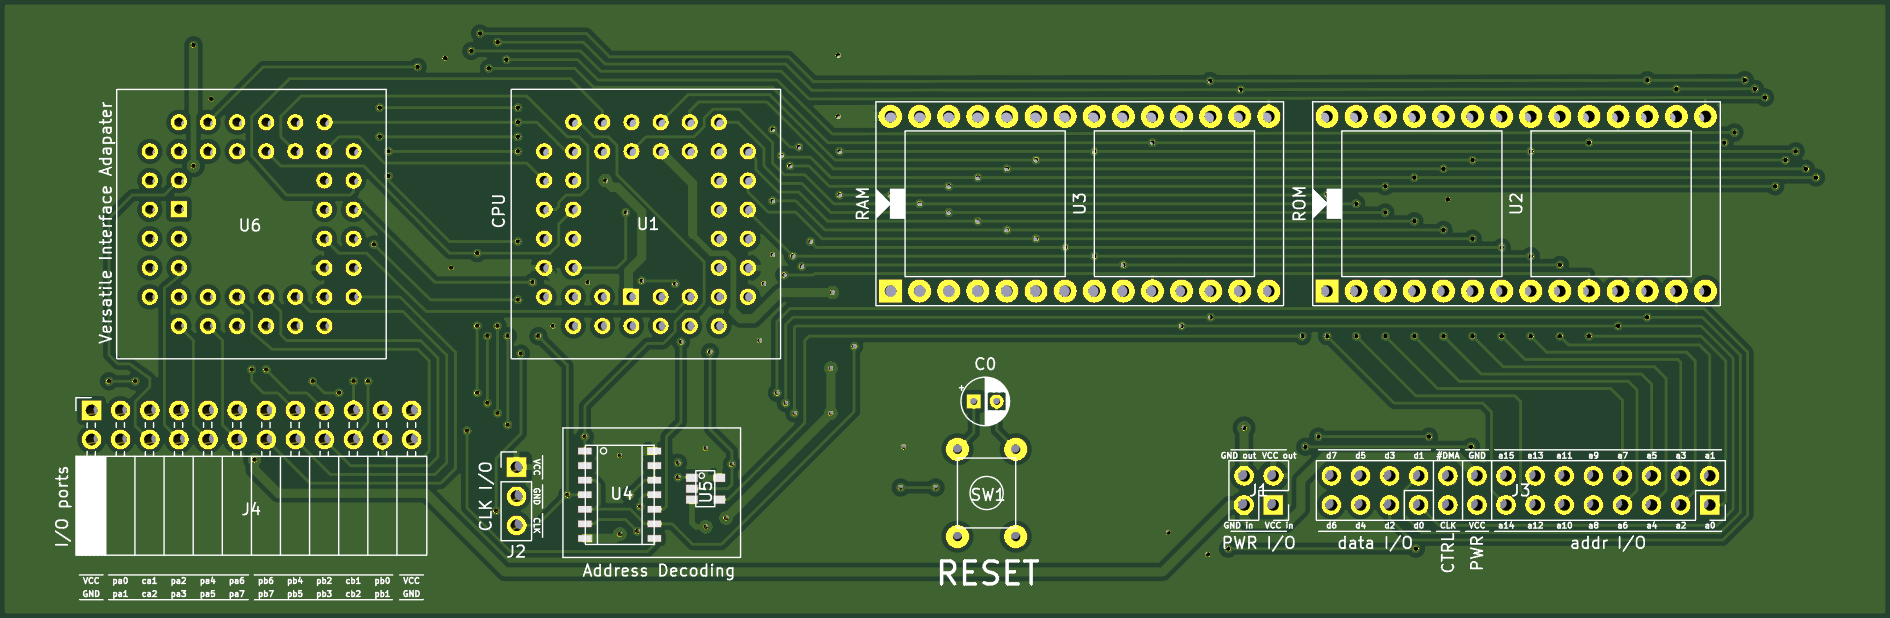 Versatile Interface Adapater
U6
CPU
U1
RAM
U3
ROM
U2
C0
+
I/O ports
J4
VCC pa0 ca1 pa2 pa4 pa6 pb6 pb4 pb2 cb1 pb0 VCC
GND pa1 ca2 pa3 pa5 pa7 pb7 pb5 pb3 cb2 pb1 GND
CLK I/O
VCC
GND
CLK
J2
U4
U5
Address Decoding
SW1
RESET
GND out VCC out
J1
GND in VCC in
PWR I/O
d7 d5 d3 d1 #DMA GND a15 a13 a11 a9 a7 a5 a3 a1
J3
d6 d4 d2 d0 CLK VCC a14 a12 a10 a8 a6 a4 a2 a0
data I/O
CTRL
PWR
addr I/O